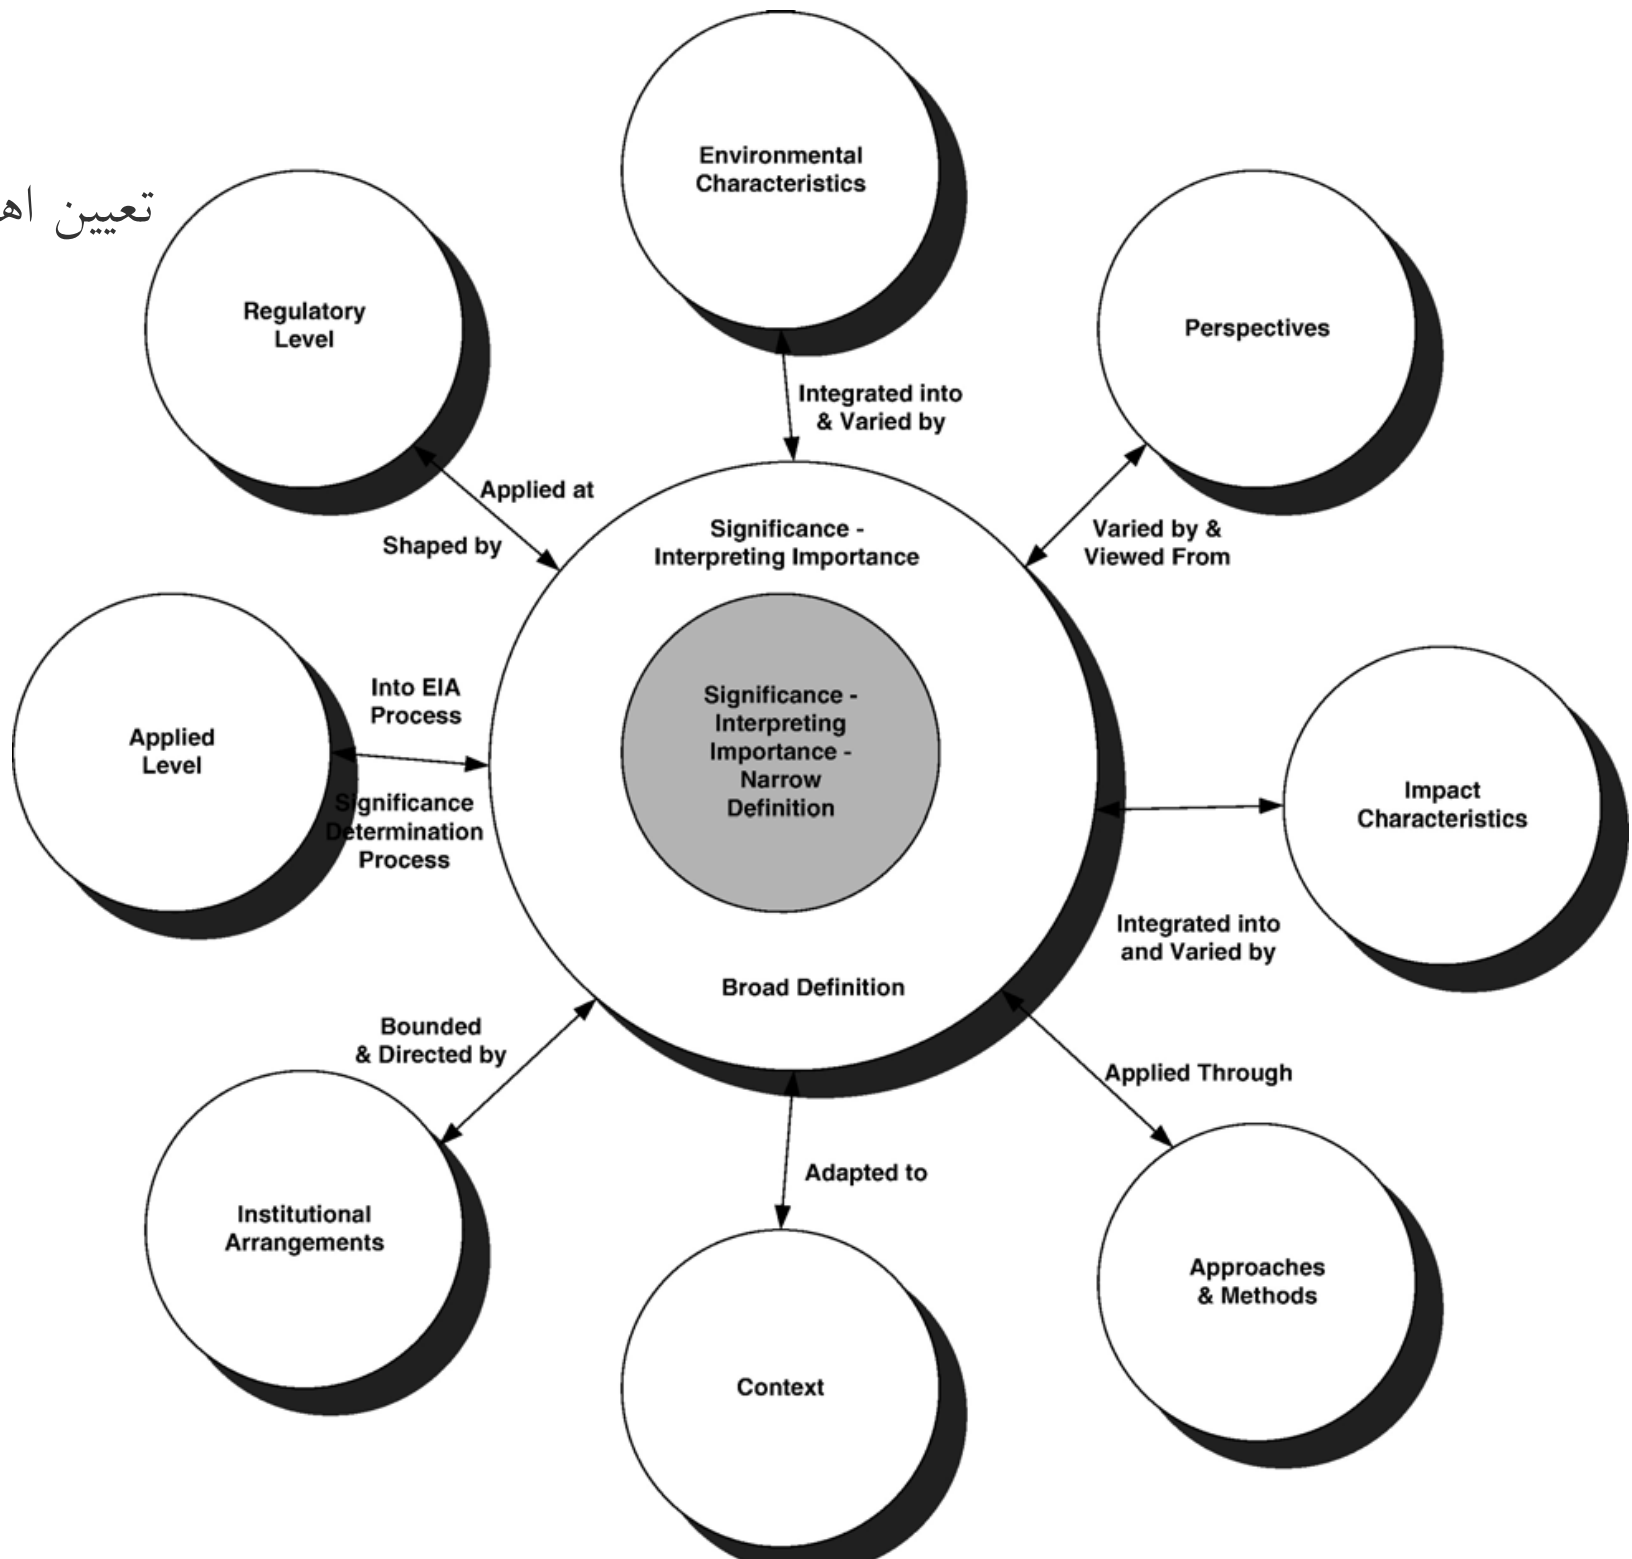 Environmental
Characteristics
تعیین
Regulatory
Level
Perspectives
Integrated into
& Varied by
Applied at
Shaped by
Varied by &
Viewed From
Significance -
Interpreting Importance
Into EIA
Process
Applied
Level
Significance
Determination
Process
Significance -
Interpreting
Importance -
Narrow
Definition
Impact
Characteristics
Integrated into
and Varied by
Broad Definition
Bounded
& Directed by
Applied Through
Adapted to
Institutional
Arrangements
Approaches
& Methods
Context